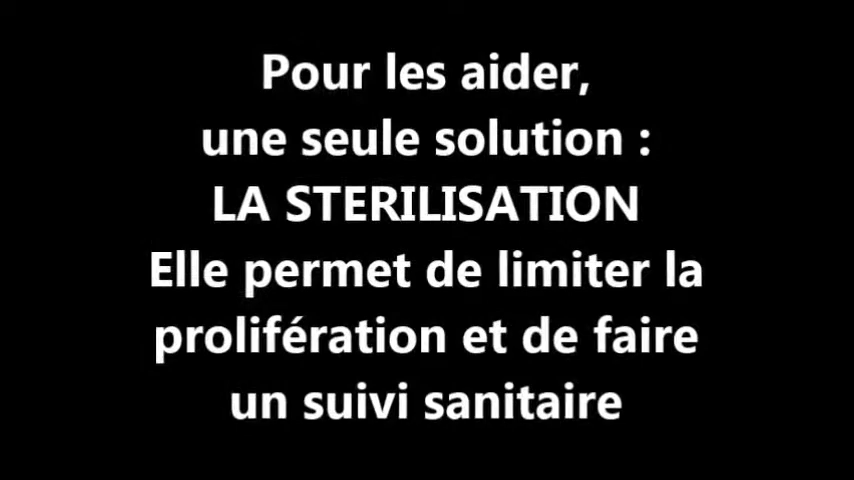 Pour les aider,
une seule solution :
LA STERILISATION
Elle permet de limiter la
prolifération et de faire
un suivi sanitaire